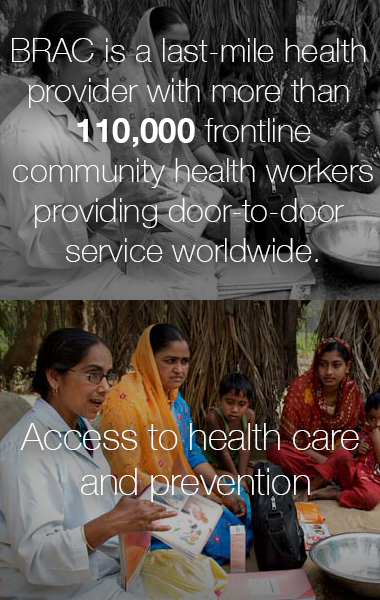 BRAC is a last-mile health
provider with more than
110,000 frontline
community health workers
providing door-to-door
service worldwide.
Access to health care
and prevention